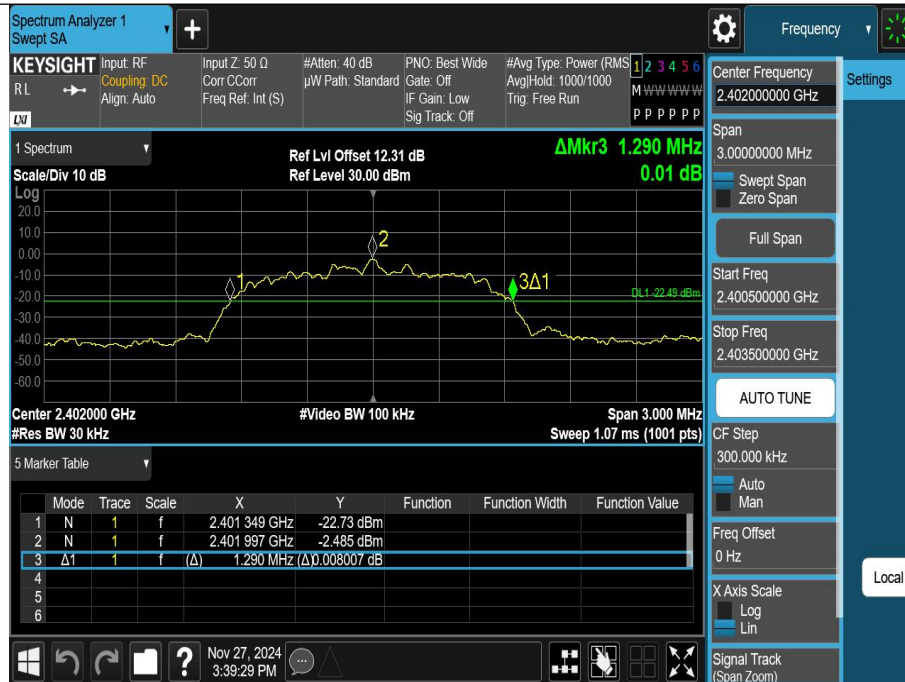 Spectrum Analyzer 1
Swept SA
+
Frequency
KEYSIGHT
RL
LXI
Input: RF
Coupling: DC
Align: Auto
Input Z: 50 Ω
Corr CCorr
Freq Ref: Int (S)
#Atten: 40 dB
µW Path: Standard
PNO: Best Wide
Gate: Off
IF Gain: Low
Sig Track: Off
#Avg Type: Power (RMS
Avg|Hold: 1000/1000
Trig: Free Run
1 2 3 4 5 6
M W W W W W
P P P P P P
1 Spectrum
Scale/Div 10 dB
Ref Lvl Offset 12.31 dB
Ref Level 30.00 dBm
ΔMkr3 1.290 MHz
0.01 dB
Log
20.0
10.0
0.00
-10.0
-20.0
-30.0
-40.0
-50.0
-60.0
1
2
3Δ1
DL1 -22.49 dBm
Center 2.402000 GHz
#Video BW 100 kHz
Span 3.000 MHz
#Res BW 30 kHz
Sweep 1.07 ms (1001 pts)
5 Marker Table
Mode Trace Scale X Y Function Function Width Function Value
1 N 1 f 2.401 349 GHz -22.73 dBm
2 N 1 f 2.401 997 GHz -2.485 dBm
3 Δ1 1 f (Δ) 1.290 MHz (Δ)0.008007 dB
4
5
6
Nov 27, 2024
3:39:29 PM
?
Center Frequency
2.402000000 GHz
Span
3.00000000 MHz
Swept Span
Zero Span
Full Span
Start Freq
2.400500000 GHz
Stop Freq
2.403500000 GHz
AUTO TUNE
CF Step
300.000 kHz
Auto
Man
Freq Offset
0 Hz
X Axis Scale
Log
Lin
Signal Track
(Span Zoom)
Settings
Local